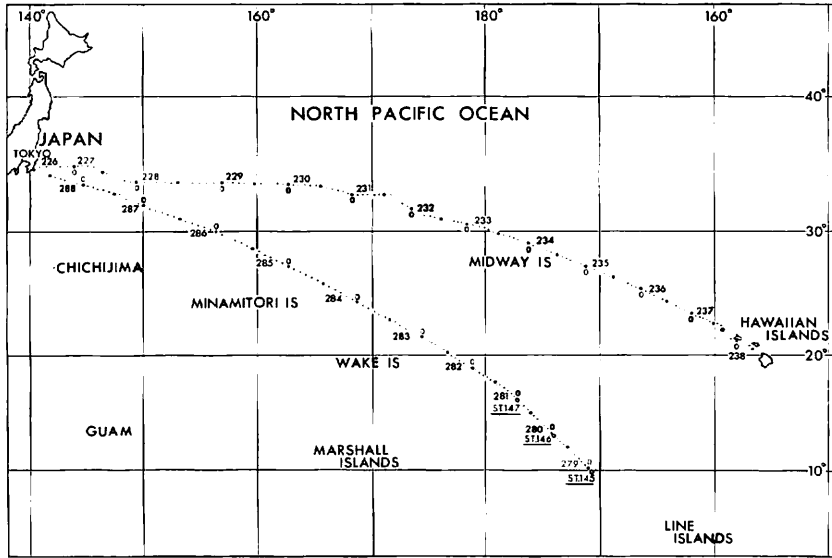 140° 160° 180° 160°
40°
NORTH PACIFIC OCEAN
JAPAN
TOKYO
226 227 228 229 230 231 232 233 234 235 236 237 238
288 287 286 285 284 283 282 281 280 279
30°
CHICHIJIMA
MIDWAY IS
MINAMITORI IS
HAWAIIAN
ISLANDS
20°
WAKE IS
ST.147
GUAM
ST.146
MARSHALL
ISLANDS
10°
ST.145
LINE
ISLANDS